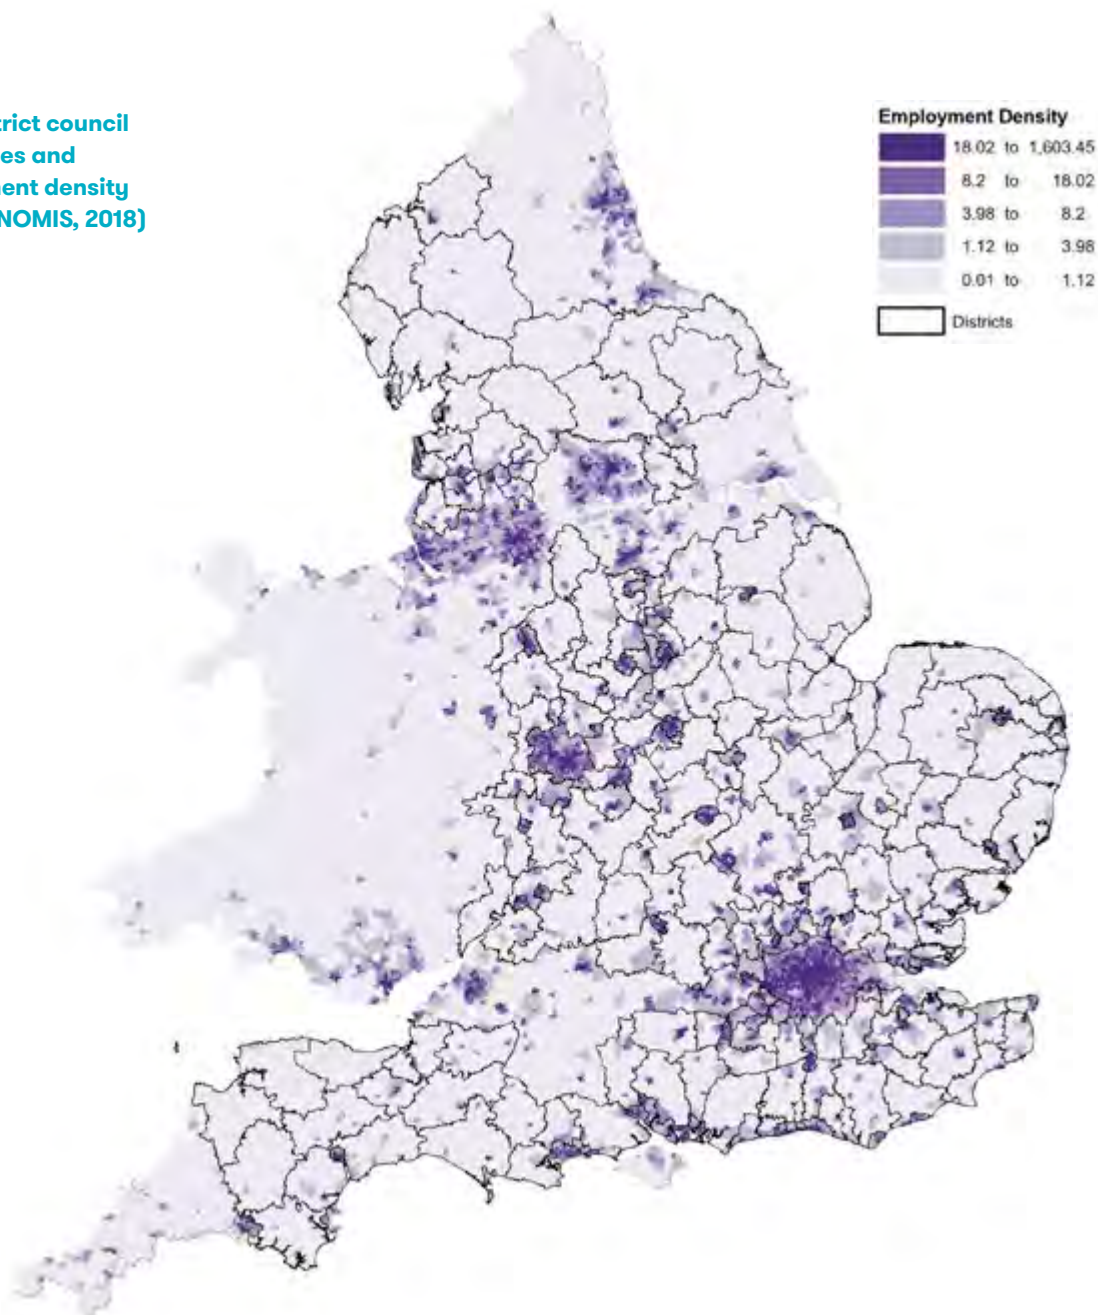 trict council
es and
ent density
NOMIS, 2018)
Employment Density
18.02 to 1,603.45
8.2 to 18.02
3.98 to 8.2
1.12 to 3.98
0.01 to 1.12
Districts